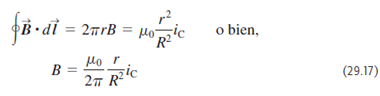 ∮B⃗ · dl⃗ = 2πrB = μ₀ r²/R² i_C o bien,
B = μ₀/2π r/R² i_C (29.17)